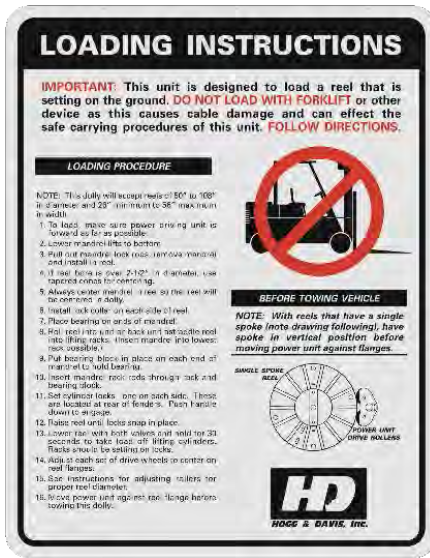 LOADING INSTRUCTIONS
IMPORTANT: This unit is designed to load a reel that is
setting on the ground. DO NOT LOAD WITH FORKLIFT or other
device as this causes cable damage and can effect the
safe carrying procedures of this unit. FOLLOW DIRECTIONS.
LOADING PROCEDURE
NOTE: This dolly will accept reels of 50" to 108"
in diameter and 23" minimum to 58" maximum
in width.
1. To load, make sure power driving unit is
forward as far as possible.
2. Lower mandrel lifts to bottom.
3. Pull out mandrel lock rods, remove mandrel
and install in reel.
4. If reel bore is over 2-1/2" in diameter, use
tapered cones for centering.
5. Always center mandrel in reel so the reel will
be centered in dolly.
6. Install lock collar on each side of reel.
7. Place bearing on ends of mandrel.
8. Roll reel into unit or back unit astraddle reel
into lifting racks. (Insert mandrel into lowest
rack possible.)
9. Put bearing block in place on each end of
mandrel to hold bearing.
10. Insert mandrel rack rods through rack and
bearing block.
11. Set cylinder locks - one on each side. These
are located at rear of fenders. Push handle
down to engage.
12. Raise reel until locks snap in place.
13. Lower reel with both valves and hold for 30
seconds to take load off lifting cylinders.
Racks should be setting on locks.
14. Adjust each set of drive wheels to center on
reel flanges.
15. See instructions for adjusting rollers for
proper reel diameter.
16. Move power unit against reel flange before
towing this dolly.
BEFORE TOWING VEHICLE
NOTE: With reels that have a single
spoke (note drawing following), have
spoke in vertical position before
moving power unit against flanges.
SINGLE SPOKE
REEL
POWER UNIT
DRIVE ROLLERS
HD
HOGG & DAVIS, Inc.